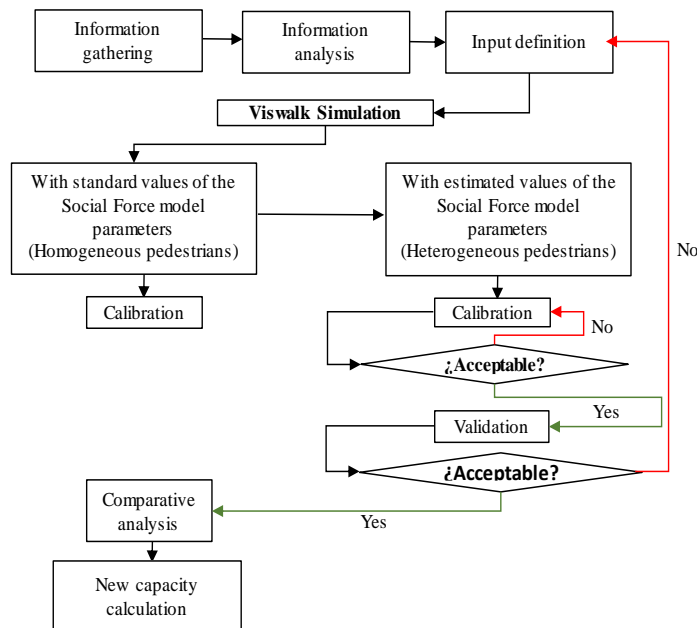 Information
gathering
Information
analysis
Input definition
Viswalk Simulation
With standard values of the
Social Force model
parameters
(Homogeneous pedestrians)
With estimated values of the
Social Force model
parameters
(Heterogeneous pedestrians)
No
Calibration
Calibration
No
¿Acceptable?
Yes
Validation
¿Acceptable?
Yes
Comparative
analysis
New capacity
calculation